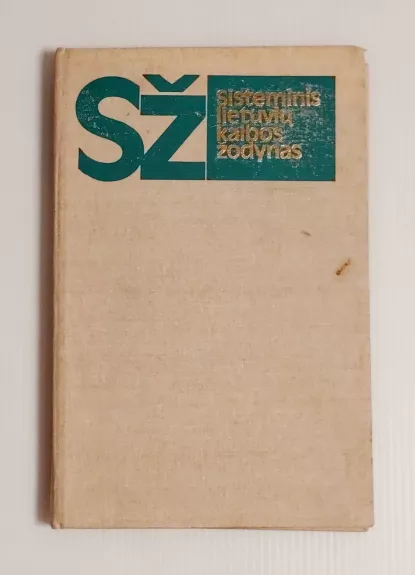 SŽ
sisteminis
lietuvių
kalbos
žodynas